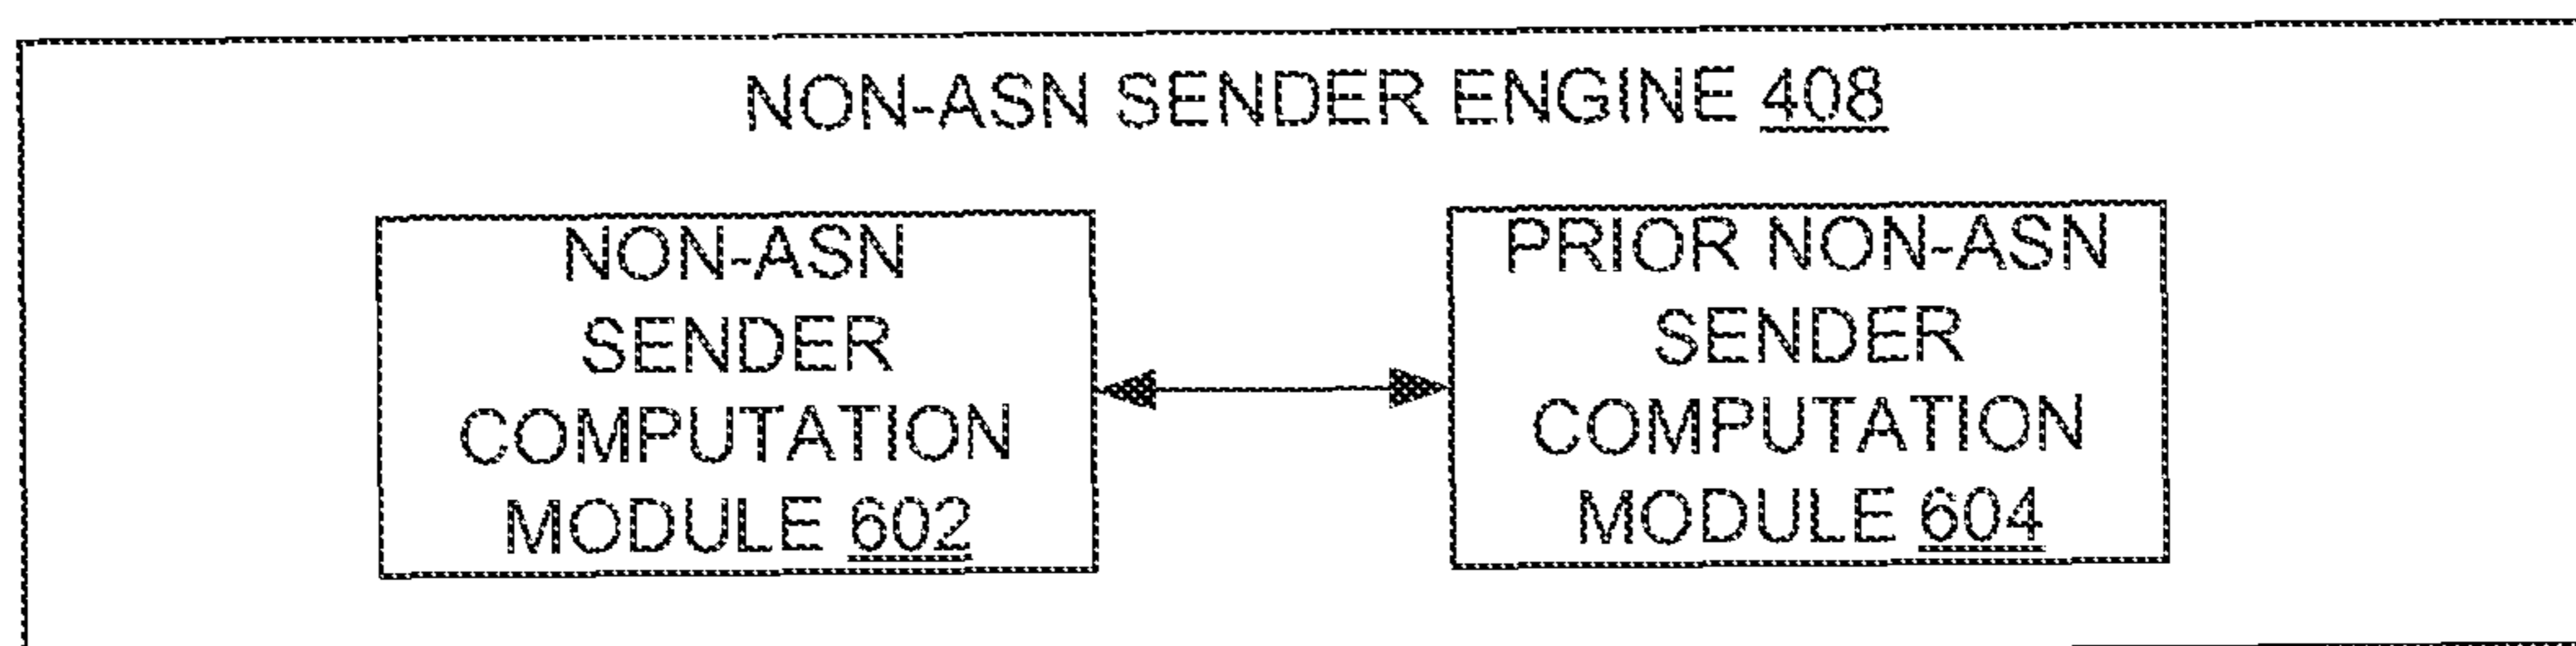 NON-ASN SENDER ENGINE 408
NON-ASN
SENDER
COMPUTATION
MODULE 602
PRIOR NON-ASN
SENDER
COMPUTATION
MODULE 604